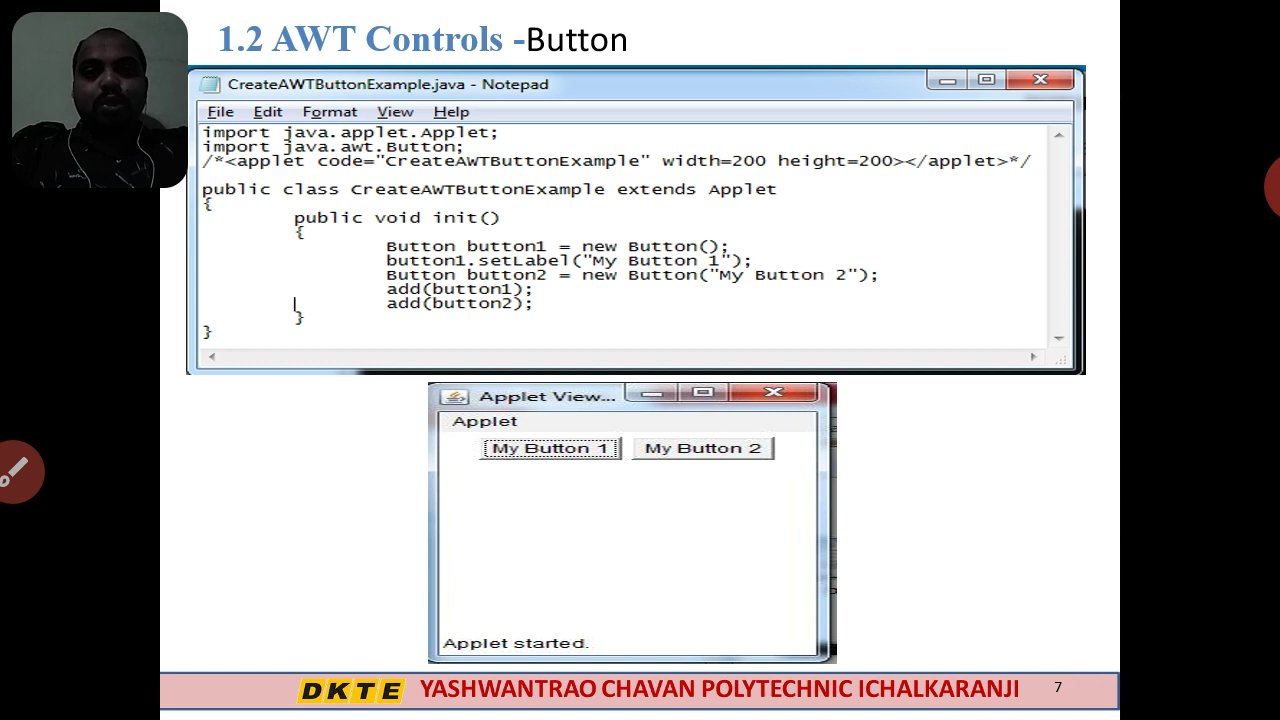 1.2 AWT Controls -Button
CreateAWTButtonExample.java - Notepad
File Edit Format View Help
import java.applet.Applet;
import java.awt.Button;
/*<applet code="CreateAWTButtonExample" width=200 height=200></applet>*/
public class CreateAWTButtonExample extends Applet
{
public void init()
{
Button button1 = new Button();
button1.setLabel("My Button 1");
Button button2 = new Button("My Button 2");
add(button1);
add(button2);
}
}
Applet View...
Applet
My Button 1 My Button 2
Applet started.
DKTE YASHWANTRAO CHAVAN POLYTECHNIC ICHALKARANJI 7